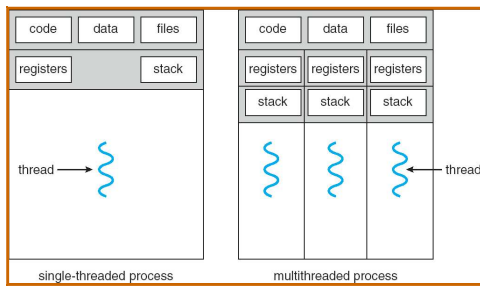 code data files
registers stack
thread
single-threaded process
code data files
registers registers registers
stack stack stack
thread
multithreaded process